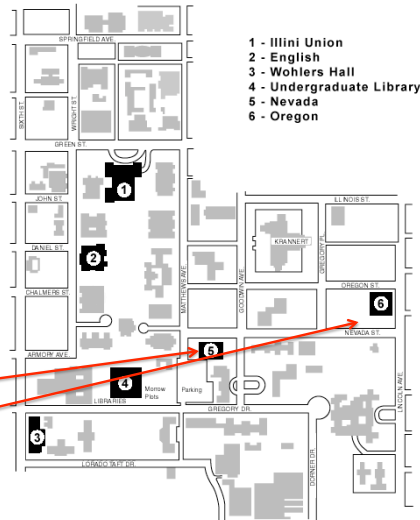 1 - Illini Union
2 - English
3 - Wohlers Hall
4 - Undergraduate Library
5 - Nevada
6 - Oregon
SPRINGFIELD AVE.
SIXTH ST.
WRIGHT ST.
GREEN ST.
1
JOHN ST.
ILLINOIS ST.
KRANNERT
GREGORY PL.
DANIEL ST.
2
MATTHEWS AVE.
GOODWIN AVE.
CHALMERS ST.
OREGON ST.
6
NEVADA ST.
ARMORY AVE.
5
4
Morrow
Plots
Parking
LIBRARIES
GREGORY DR.
LINCOLN AVE.
3
LORADO TAFT DR.
DORNER DR.